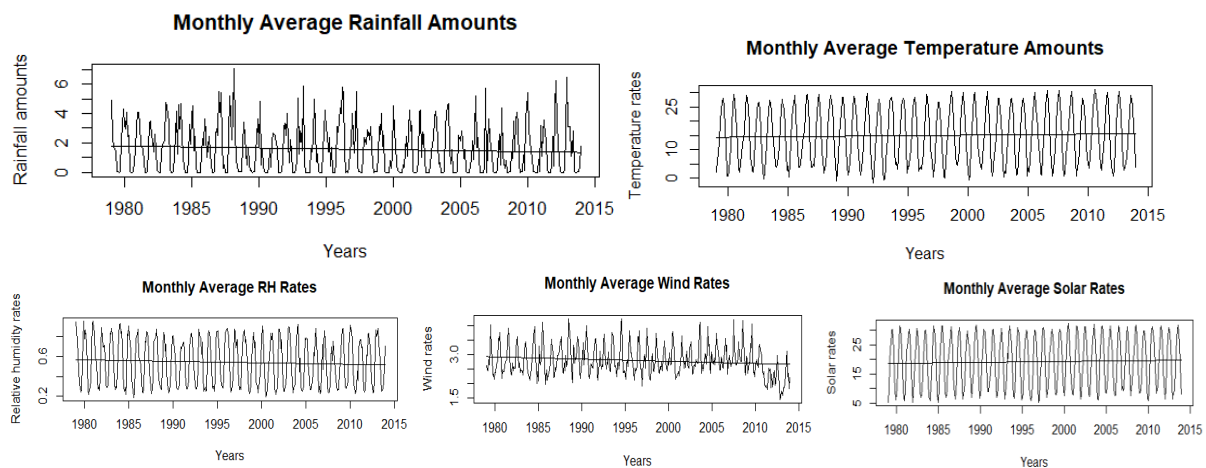 Monthly Average Rainfall Amounts
Rainfall amounts
6
4
2
0
1980 1985 1990 1995 2000 2005 2010 2015
Years
Monthly Average Temperature Amounts
Temperature rates
25
10
0
1980 1985 1990 1995 2000 2005 2010 2015
Years
Monthly Average RH Rates
Relative humidity rates
0.6
0.2
1980 1985 1990 1995 2000 2005 2010 2015
Years
Monthly Average Wind Rates
Wind rates
3.0
1.5
1980 1985 1990 1995 2000 2005 2010 2015
Years
Monthly Average Solar Rates
Solar rates
25
15
5
1980 1985 1990 1995 2000 2005 2010 2015
Years